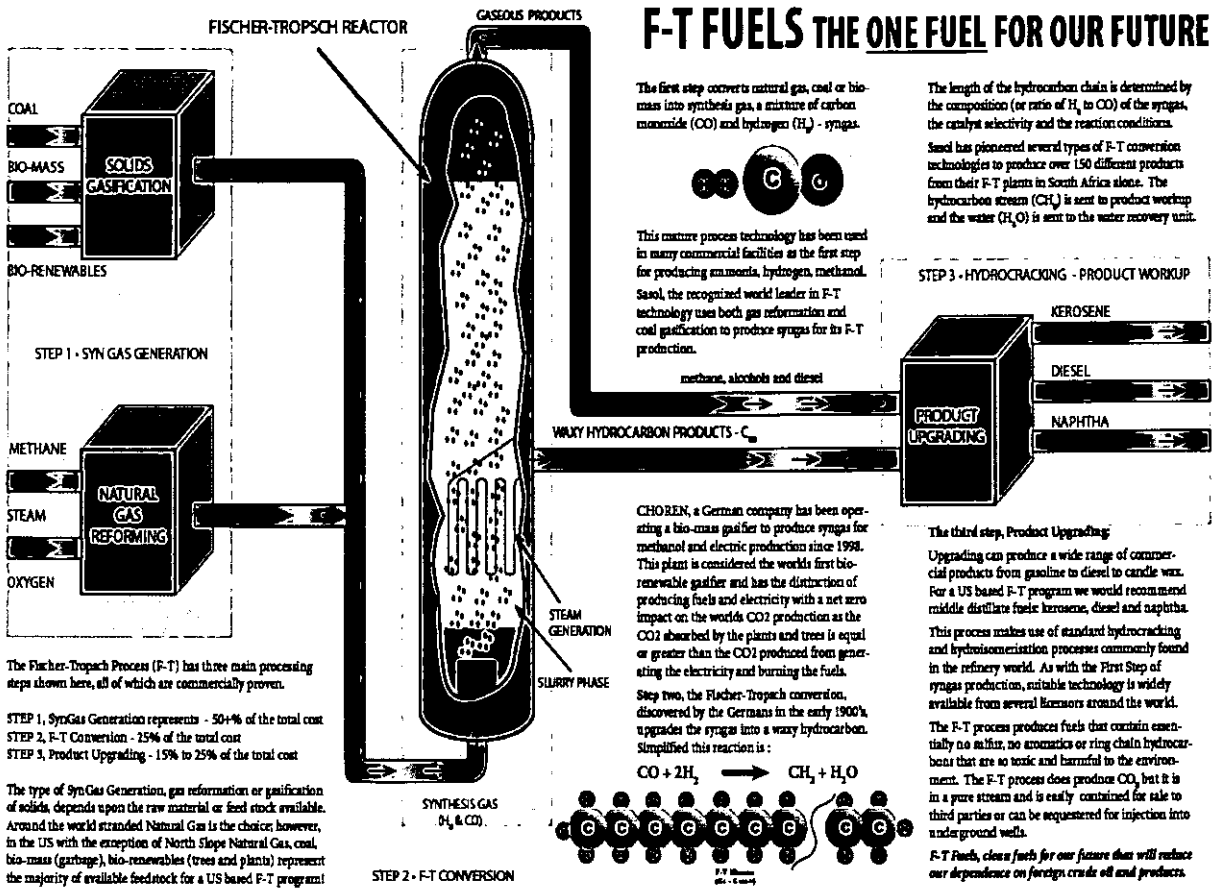 F-T FUELS THE ONE FUEL FOR OUR FUTURE
FISCHER-TROPSCH REACTOR
GASEOUS PRODUCTS
COAL
BIO-MASS
BIO-RENEWABLES
SOLIDS
GASIFICATION
STEP 1 • SYN GAS GENERATION
METHANE
STEAM
OXYGEN
NATURAL
GAS
REFORMING
The Fischer-Tropsch Process (F-T) has three main processing
steps shown here, all of which are commercially proven.
STEP 1, SynGas Generation represents - 50+% of the total cost
STEP 2, F-T Conversion - 25% of the total cost
STEP 3, Product Upgrading - 15% to 25% of the total cost
The type of SynGas Generation, gas reformation or gasification
of solids, depends upon the raw material or feed stock available.
Around the world stranded Natural Gas is the choice; however,
in the US with the exception of North Slope Natural Gas, coal,
bio-mass (garbage), bio-renewables (trees and plants) represent
the majority of available feedstock for a US based F-T program!
STEAM
GENERATION
SLURRY PHASE
SYNTHESIS GAS
(H2 & CO)
STEP 2 • F-T CONVERSION
The first step converts natural gas, coal or bio-
mass into synthesis gas, a mixture of carbon
monoxide (CO) and hydrogen (H2) - syngas.
C
This mature process technology has been used
in many commercial facilities as the first step
for producing ammonia, hydrogen, methanol.
Sasol, the recognized world leader in F-T
technology uses both gas reformation and
coal gasification to produce syngas for its F-T
production.
methane, alcohols and diesel
WAXY HYDROCARBON PRODUCTS - C
CHOREN, a German company has been oper-
ating a bio-mass gasifier to produce syngas for
methanol and electric production since 1998.
This plant is considered the worlds first bio-
renewable gasifier and has the distinction of
producing fuels and electricity with a net zero
impact on the worlds CO2 production as the
CO2 absorbed by the plants and trees is equal
or greater than the CO2 produced from gener-
ating the electricity and burning the fuels.
Step two, the Fischer-Tropsch conversion,
discovered by the Germans in the early 1900's,
upgrades the syngas into a waxy hydrocarbon.
Simplified this reaction is :
CO + 2H2 → CH2 + H2O
C C C C C C C C
The length of the hydrocarbon chain is determined by
the composition (or ratio of H2 to CO) of the syngas,
the catalyst selectivity and the reaction conditions.
Sasol has pioneered several types of F-T conversion
technologies to produce over 150 different products
from their F-T plants in South Africa alone. The
hydrocarbon stream (CH2) is sent to product workup
and the water (H2O) is sent to the water recovery unit.
STEP 3 • HYDROCRACKING - PRODUCT WORKUP
PRODUCT
UPGRADING
KEROSENE
DIESEL
NAPHTHA
The third step, Product Upgrading:
Upgrading can produce a wide range of commer-
cial products from gasoline to diesel to candle wax.
For a US based F-T program we would recommend
middle distillate fuels: kerosene, diesel and naphtha.
This process makes use of standard hydrocracking
and hydroisomerisation processes commonly found
in the refinery world. As with the First Step of
syngas production, suitable technology is widely
available from several licensors around the world.
The F-T process produces fuels that contain essen-
tially no sulfur, no aromatics or ring chain hydrocar-
bons that are so toxic and harmful to the environ-
ment. The F-T process does produce CO2 but it is
in a pure stream and is easily contained for sale to
third parties or can be sequestered for injection into
underground wells.
F-T Fuels, clean fuels for our future that will reduce
our dependence on foreign crude oil and products.